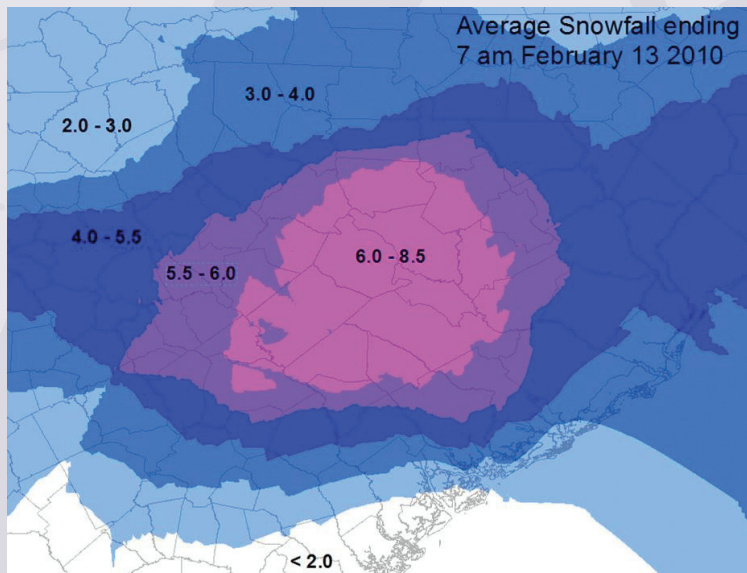 Average Snowfall ending
7 am February 13 2010
3.0 - 4.0
2.0 - 3.0
4.0 - 5.5
5.5 - 6.0
6.0 - 8.5
< 2.0